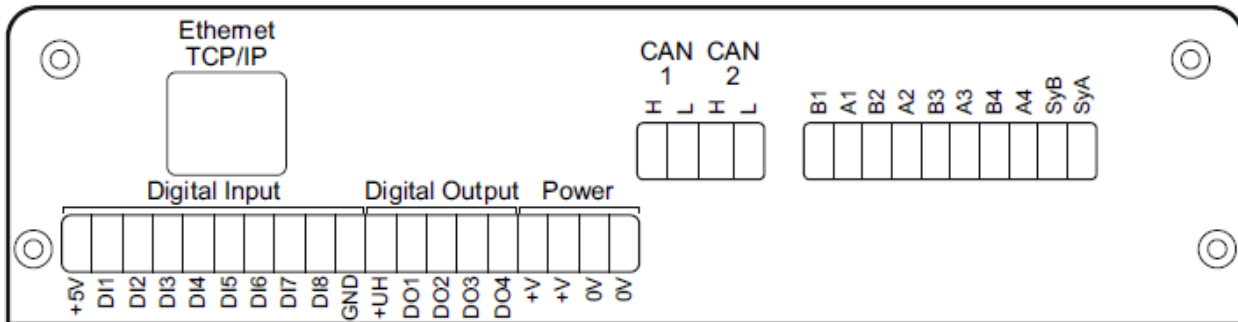 Ethernet
TCP/IP
CAN CAN
1 2
H L H L
B1 A1 B2 A2 B3 A3 B4 A4 SyB SyA
Digital Input Digital Output Power
+5V DI1 DI2 DI3 DI4 DI5 DI6 DI7 DI8 GND +UH DO1 DO2 DO3 DO4 +V +V 0V 0V